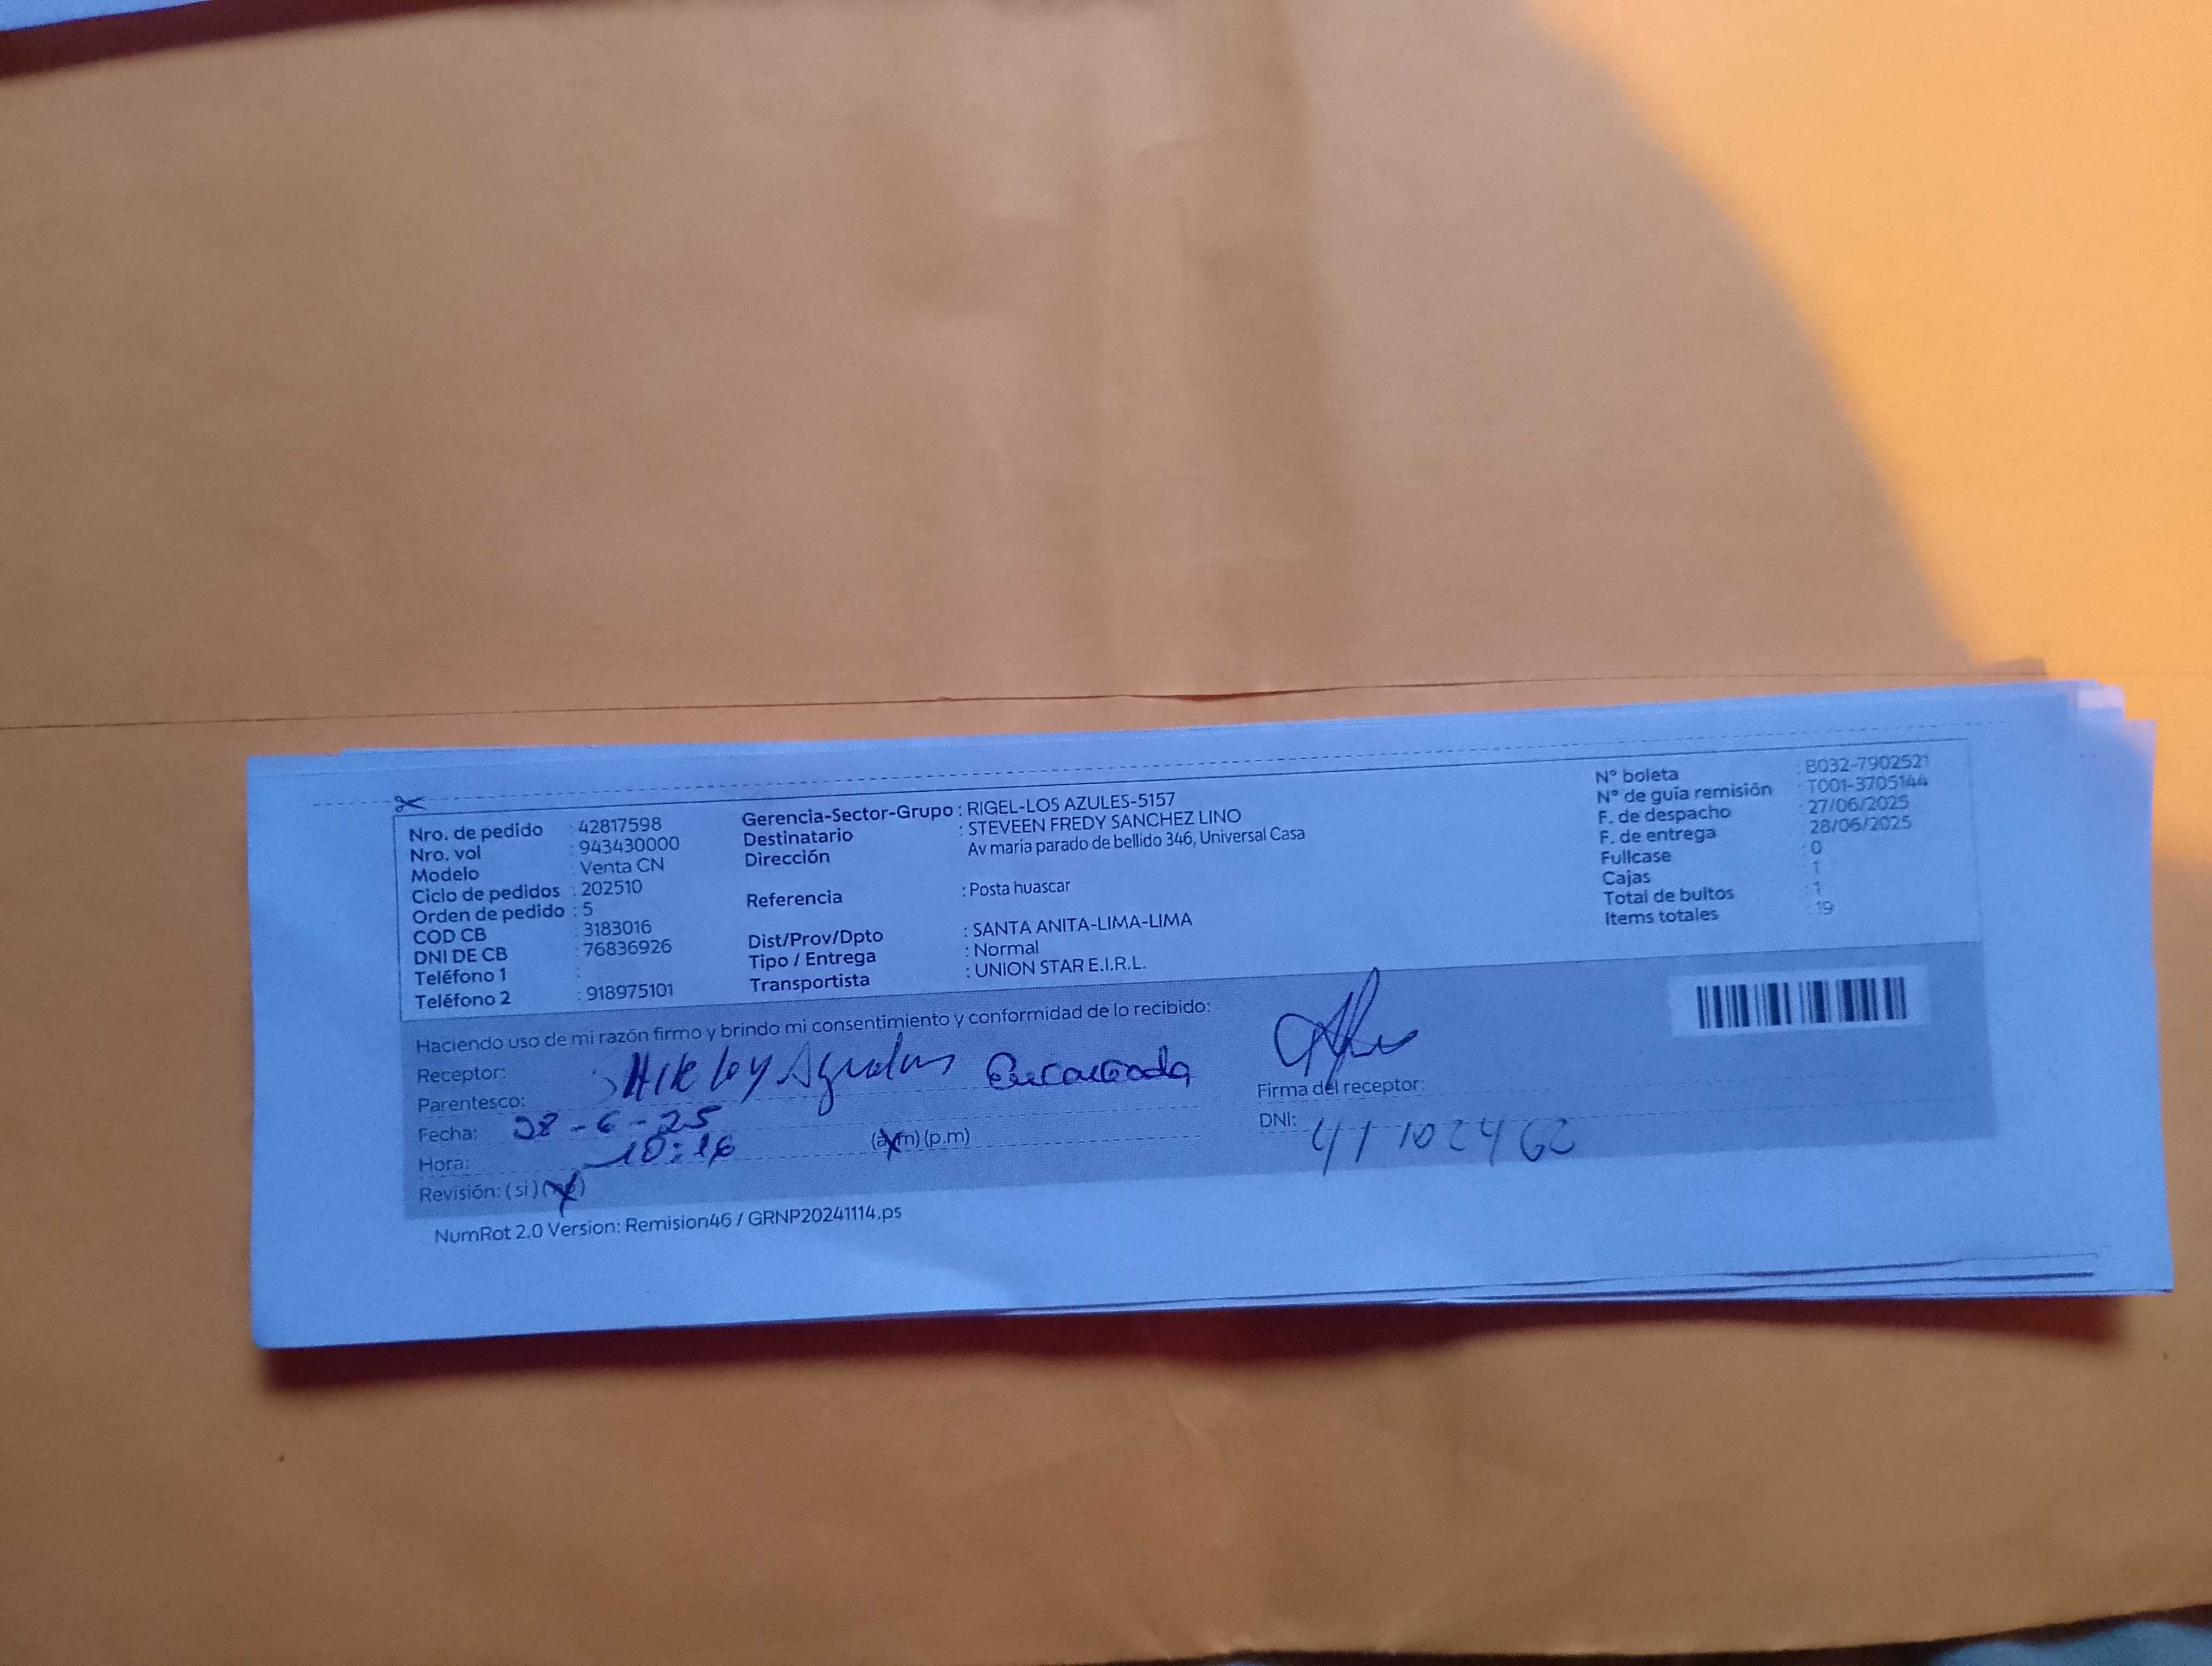 Nro. de pedido : 42817598
Nro. vol : 943430000
Modelo : Venta CN
Ciclo de pedidos : 202510
Orden de pedido : 5
COD CB : 3183016
DNI DE CB : 76836926
Teléfono 1 :
Teléfono 2 : 918975101
Gerencia-Sector-Grupo : RIGEL-LOS AZULES-5157
Destinatario : STEVEEN FREDY SANCHEZ LINO
Dirección Av maria parado de bellido 346, Universal Casa
Referencia : Posta huascar
Dist/Prov/Dpto : SANTA ANITA-LIMA-LIMA
Tipo / Entrega : Normal
Transportista : UNION STAR E.I.R.L.
N° boleta : B032-7902521
N° de guía remisión : T001-3705144
F. de despacho : 27/06/2025
F. de entrega : 28/06/2025
Fullcase : 0
Cajas : 1
Total de bultos : 1
Items totales : 19
Haciendo uso de mi razón firmo y brindo mi consentimiento y conformidad de lo recibido:
Receptor:
Parentesco: Encargada
Fecha: 28-6-25
Hora: 10:16 (a.m) (p.m)
Revisión: ( si ) (no)
Firma del receptor:
DNI: 41102462
NumRot 2.0 Version: Remision46 / GRNP20241114.ps